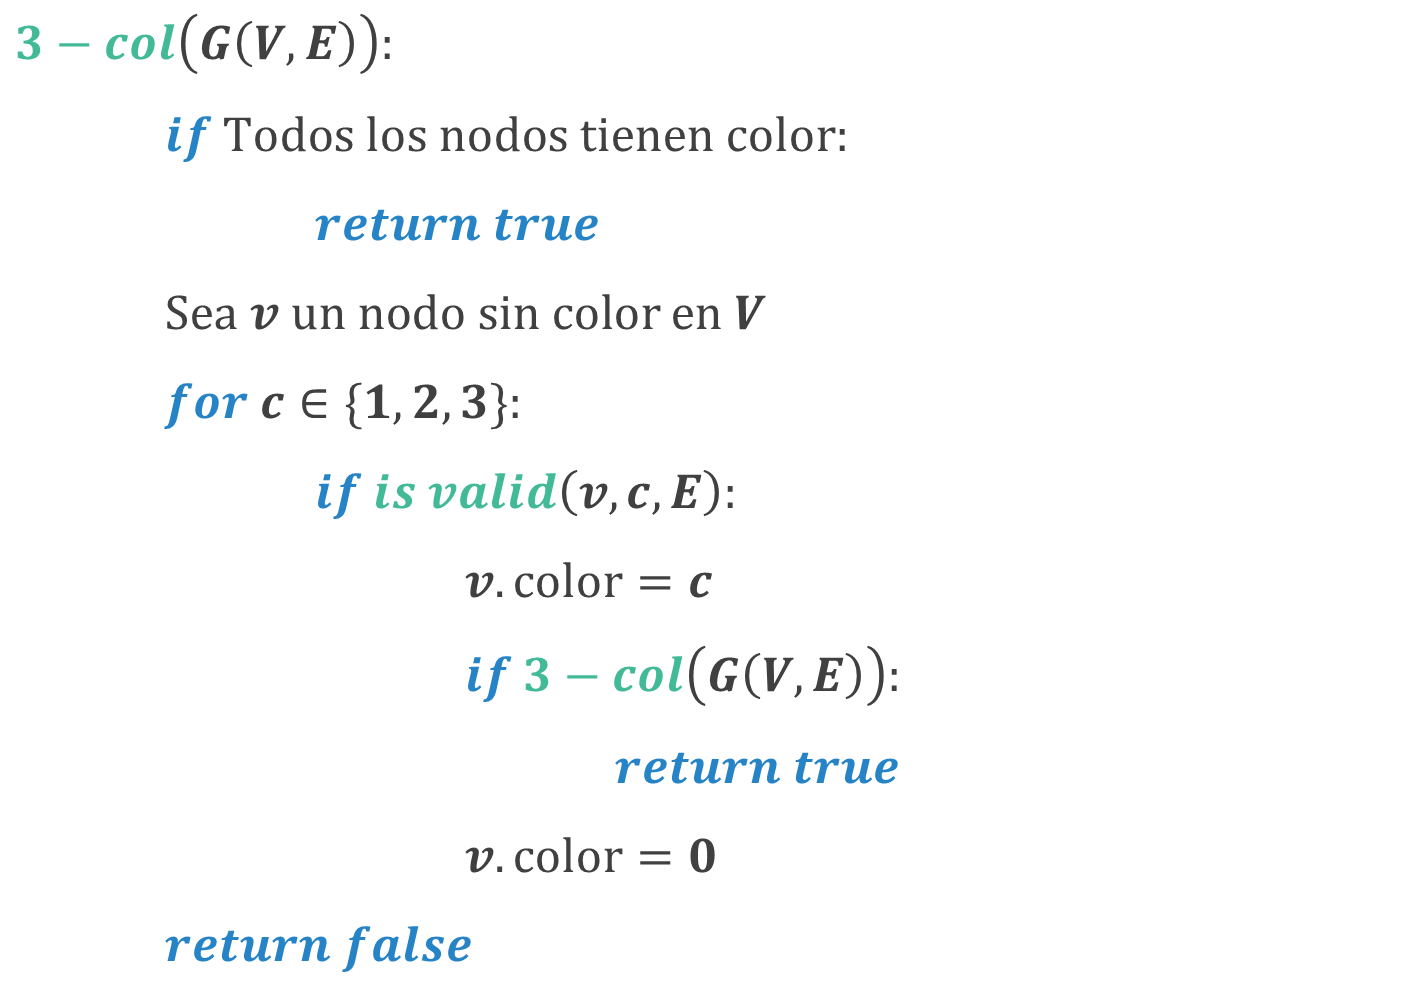 3 − col(G(V, E)):
if Todos los nodos tienen color:
return true
Sea v un nodo sin color en V
for c ∈ {1, 2, 3}:
if is valid(v, c, E):
v. color = c
if 3 − col(G(V, E)):
return true
v. color = 0
return false